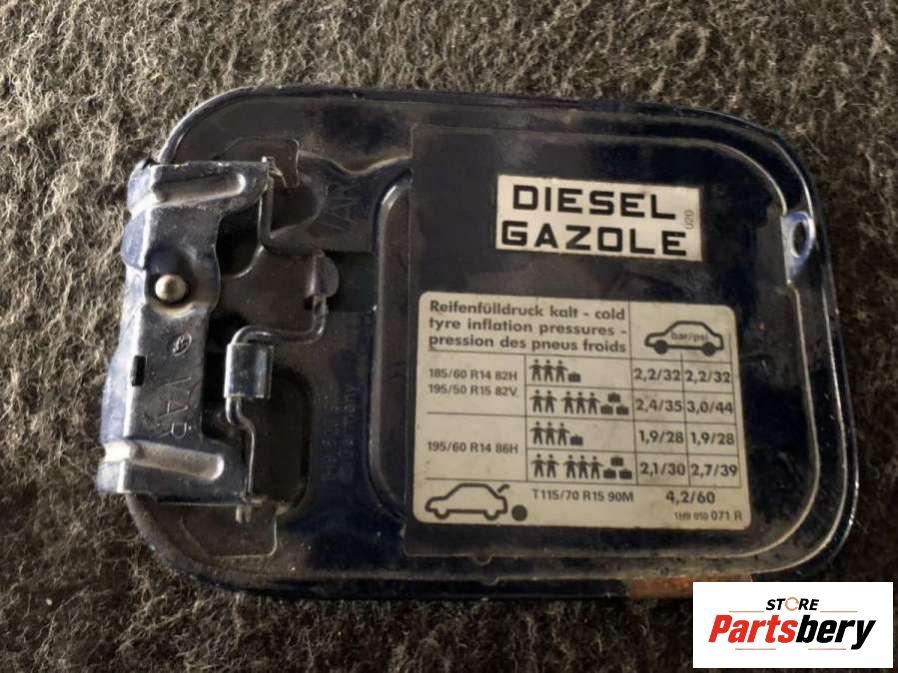 DIESEL
GAZOLE
020
Reifenfülldruck kalt - cold
tyre inflation pressures -
pression des pneus froids
bar/psi
185/60 R14 82H
195/50 R15 82V
2,2/32 2,2/32
2,4/35 3,0/44
195/60 R14 86H
1,9/28 1,9/28
2,1/30 2,7/39
T115/70 R15 90M 4,2/60
1H9 010 071 R
VAP
STORE
Partsbery